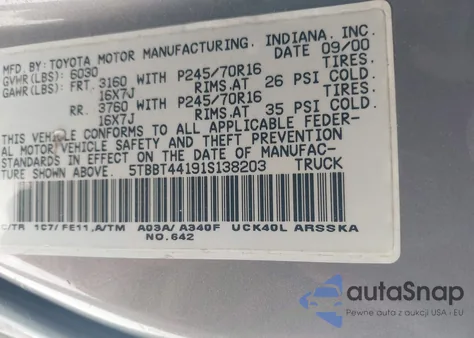 MFD. BY: TOYOTA MOTOR MANUFACTURING, INDIANA, INC.
GVWR(LBS): 6030 DATE 09/00
GAWR(LBS): FRT. 3160 WITH P245/70R16 TIRES.
16X7J RIMS.AT 26 PSI COLD.
RR. 3760 WITH P245/70R16 TIRES.
16X7J RIMS.AT 35 PSI COLD.
THIS VEHICLE CONFORMS TO ALL APPLICABLE FEDER-
AL MOTOR VEHICLE SAFETY AND THEFT PREVENTION
STANDARDS IN EFFECT ON THE DATE OF MANUFAC-
TURE SHOWN ABOVE. 5TBBT44191S138203 TRUCK
C/TR 1C7/FE11,A/TM A03A/A340F UCK40L ARSSKA
NO.642
autoSnap
Pewne auta z aukcji USA i EU